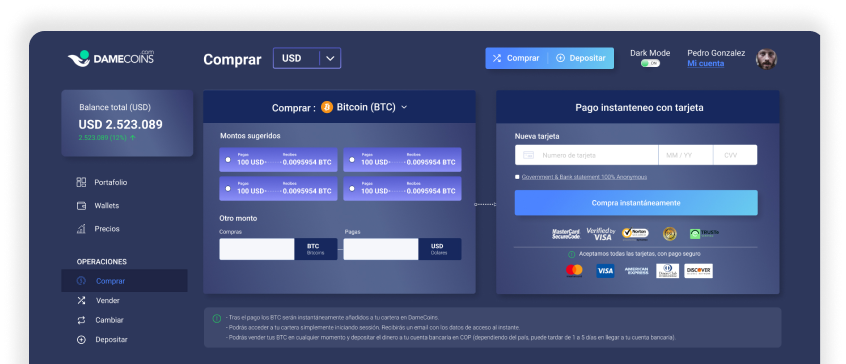 DAMECOINS
.com
Comprar
USD
Comprar
Depositar
Dark Mode
ON
Pedro Gonzalez
Mi cuenta
Balance total (USD)
USD 2.523.089
2.523.089 (12%)
Portafolio
Wallets
Precios
OPERACIONES
Comprar
Vender
Cambiar
Depositar
Comprar : Bitcoin (BTC)
Montos sugeridos
Pagas Recibes
100 USD- -0.0095954 BTC
Pagas Recibes
100 USD- -0.0095954 BTC
Pagas Recibes
100 USD- -0.0095954 BTC
Pagas Recibes
100 USD- -0.0095954 BTC
Otro monto
Compras
Pagas
BTC
Bitcoins
USD
Dolares
Pago instanteneo con tarjeta
Nueva tarjeta
Numero de tarjeta MM / YY CVV
Government & Bank statement 100% Anonympus
Compra instantáneamente
MasterCard
SecureCode
Verified by
VISA
Norton
TRUSTe
Aceptamos todas las tarjetas, con pago seguro
VISA
AMERICAN
EXPRESS
Diners Club
DISCOVER
- Tras el pago los BTC serán instantáneamente añadidos a tu cartera en DameCoins.
- Podrás acceder a tu cartera simplemente iniciando sessión. Recibirás un email con los datos de acceso al instante.
- Podrás vender tus BTC en cualquier momento y depositar el dinero a tu cuenta bancaria en COP (dependiendo del país, puede tardar de 1 a 5 días en llegar a tu cuenta bancaria).